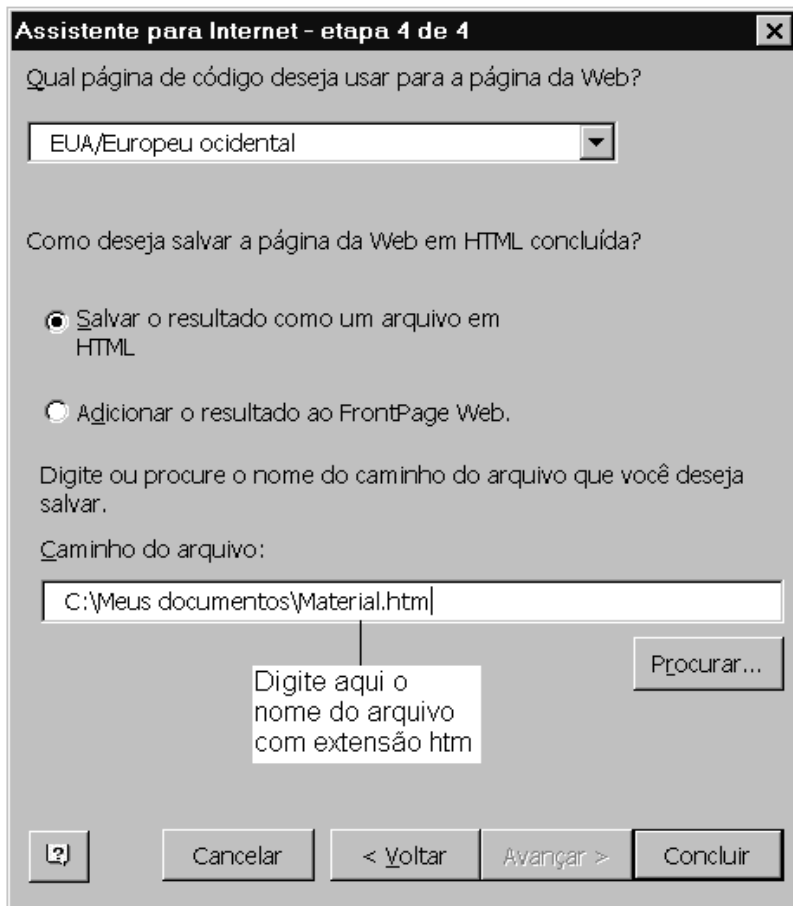 Assistente para Internet - etapa 4 de 4
Qual página de código deseja usar para a página da Web?
EUA/Europeu ocidental
Como deseja salvar a página da Web em HTML concluída?
Salvar o resultado como um arquivo em
HTML
Adicionar o resultado ao FrontPage Web.
Digite ou procure o nome do caminho do arquivo que você deseja
salvar.
Caminho do arquivo:
C:\Meus documentos\Material.htm
Procurar...
Digite aqui o
nome do arquivo
com extensão htm
Cancelar
< Voltar
Avançar >
Concluir